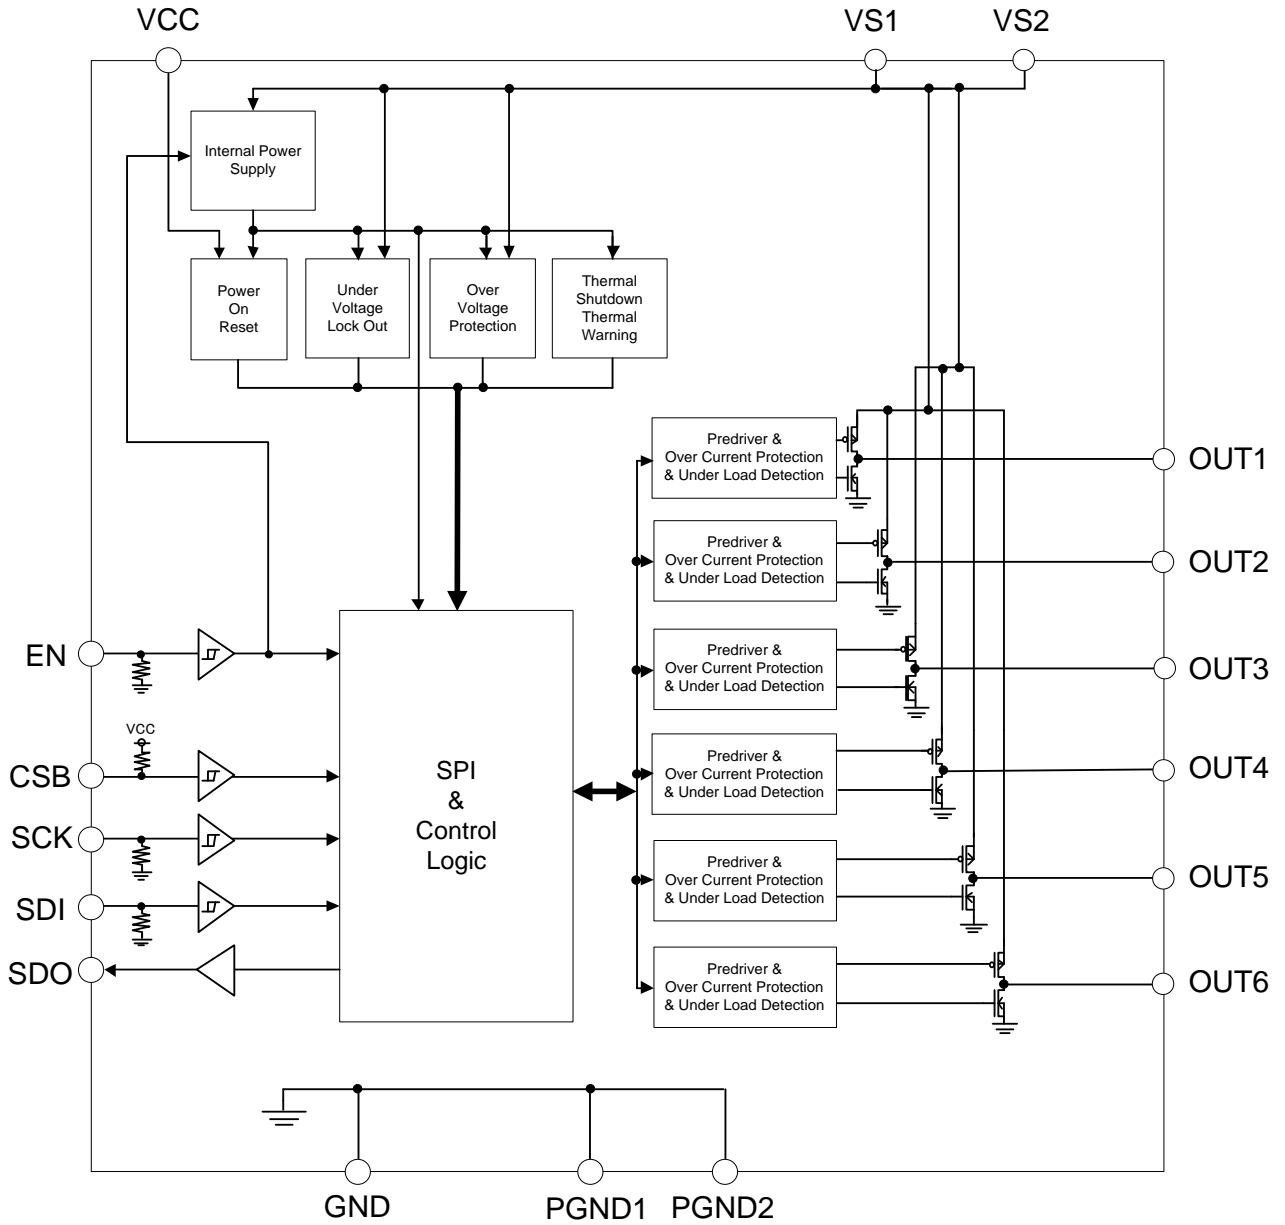 VCC
VS1
VS2
Internal Power
Supply
Power
On
Reset
Under
Voltage
Lock Out
Over
Voltage
Protection
Thermal
Shutdown
Thermal
Warning
Predriver &
Over Current Protection
& Under Load Detection
OUT1
Predriver &
Over Current Protection
& Under Load Detection
OUT2
EN
Predriver &
Over Current Protection
& Under Load Detection
OUT3
VCC
CSB
SPI
&
Control
Logic
Predriver &
Over Current Protection
& Under Load Detection
OUT4
SCK
Predriver &
Over Current Protection
& Under Load Detection
OUT5
SDI
SDO
Predriver &
Over Current Protection
& Under Load Detection
OUT6
GND
PGND1
PGND2